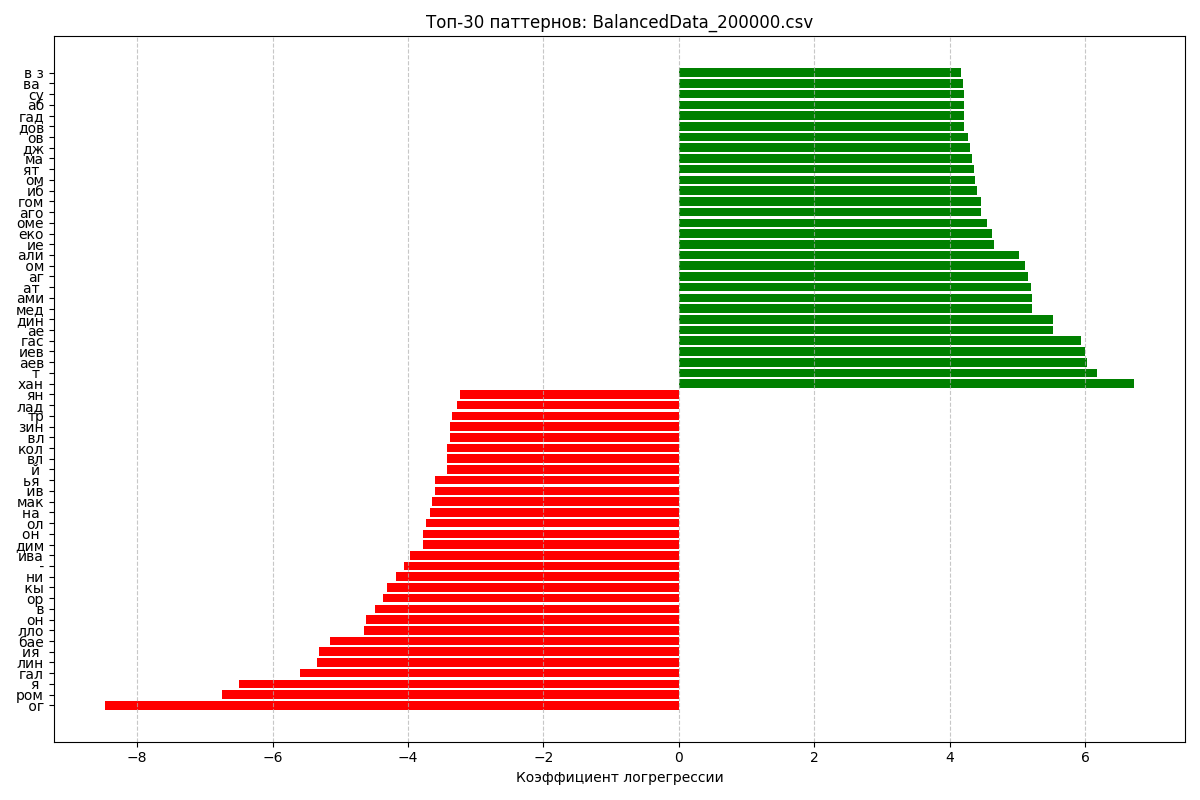 Топ-30 паттернов: BalancedData_200000.csv
в з
ва
су
аб
гад
дов
ов
дж
ма
ят
ом
иб
гом
аго
оме
еко
ие
али
ом
аг
ат
ами
мед
дин
ае
гас
иев
аев
т
хан
ян
лад
тр
зин
вл
кол
вл
й
ья
ив
мак
на
ол
он
дим
ива
-
ни
кы
ор
в
он
лло
бае
ия
лин
гал
я
ром
ог
−8 −6 −4 −2 0 2 4 6
Коэффициент логрегрессии